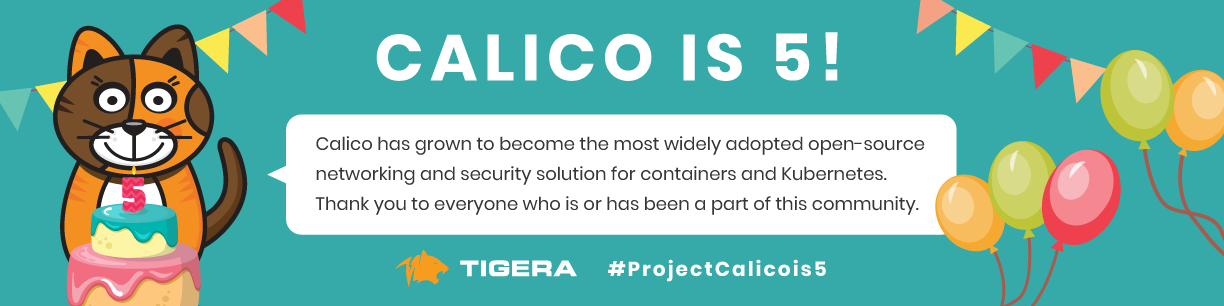 CALICO IS 5!
Calico has grown to become the most widely adopted open-source
networking and security solution for containers and Kubernetes.
Thank you to everyone who is or has been a part of this community.
5
TIGERA #ProjectCalicois5